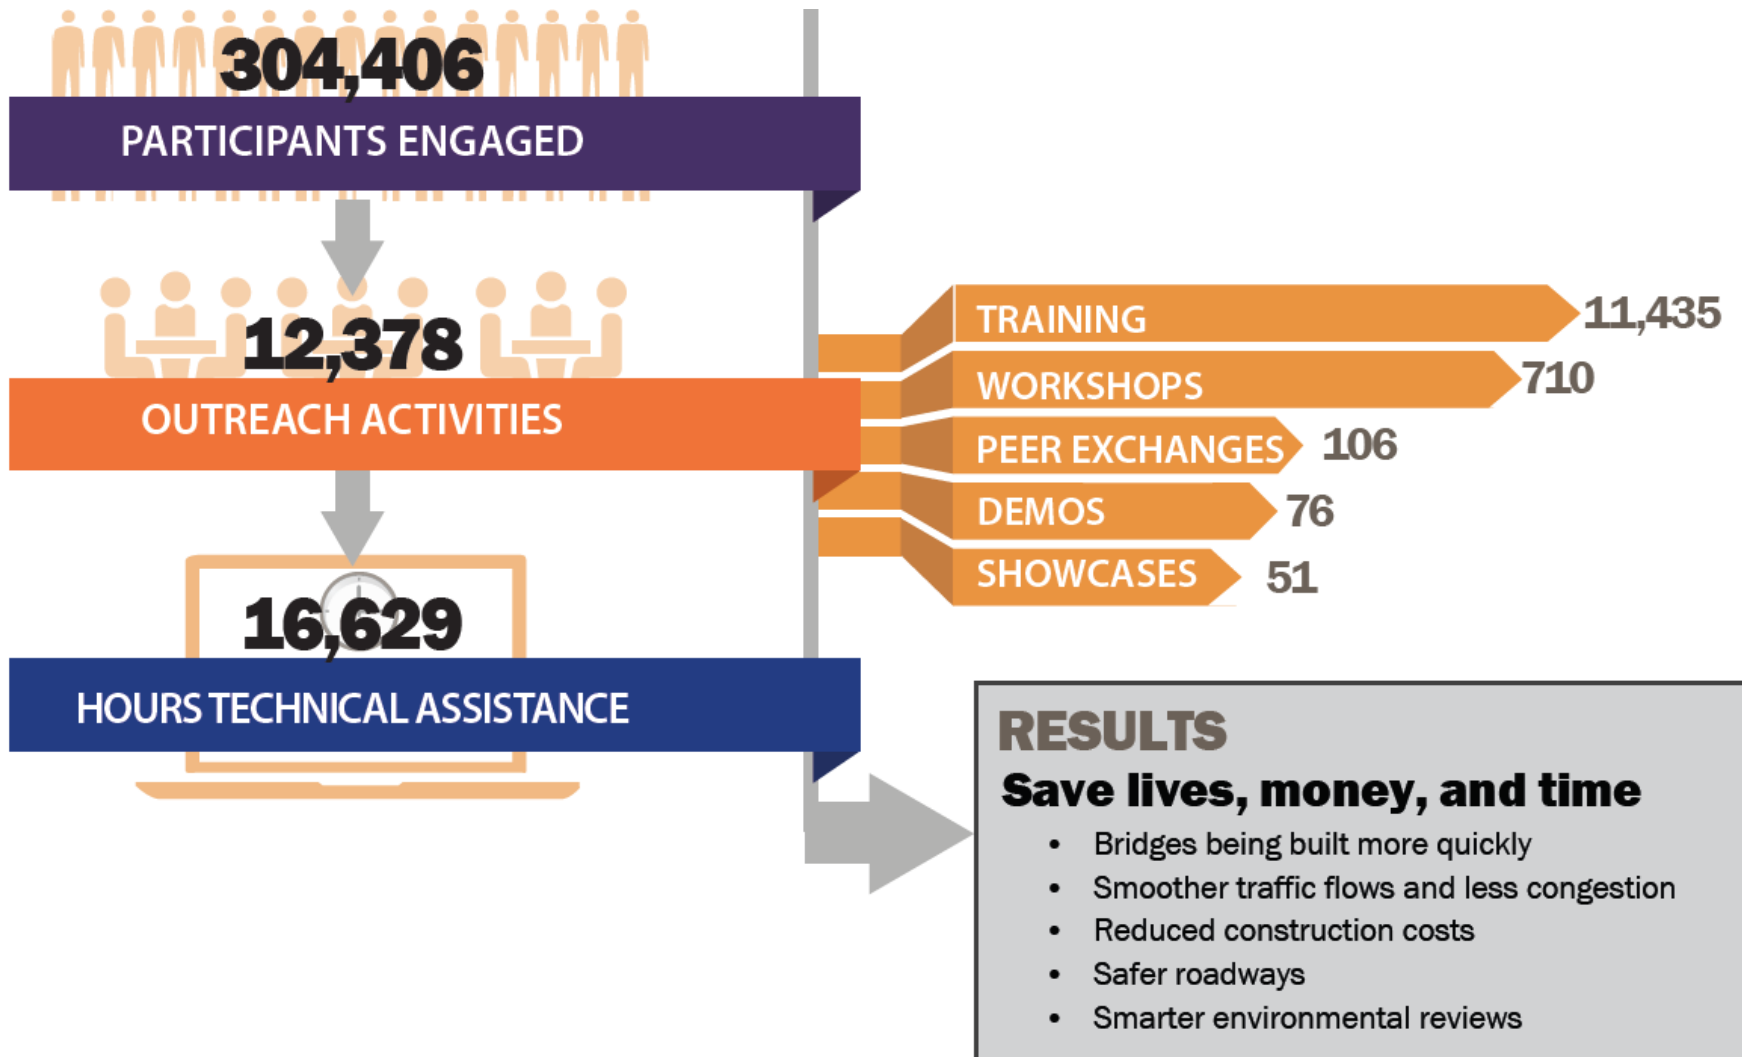 304,406
PARTICIPANTS ENGAGED
12,378
OUTREACH ACTIVITIES
TRAINING 11,435
WORKSHOPS 710
PEER EXCHANGES 106
DEMOS 76
SHOWCASES 51
16,629
HOURS TECHNICAL ASSISTANCE
RESULTS
Save lives, money, and time
• Bridges being built more quickly
• Smoother traffic flows and less congestion
• Reduced construction costs
• Safer roadways
• Smarter environmental reviews